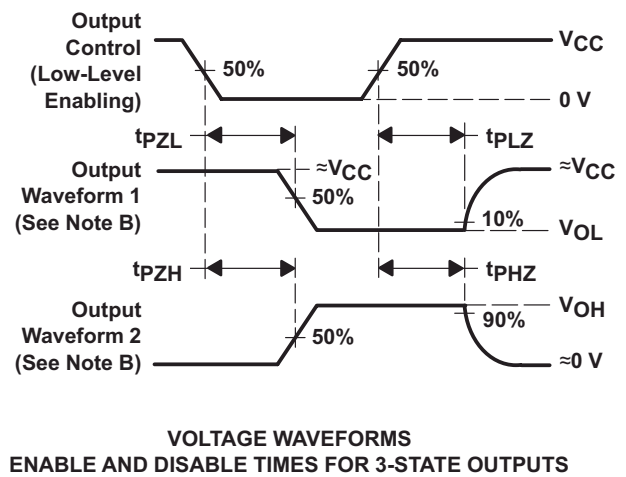 Output
Control
(Low-Level
Enabling)
50%
50%
VCC
0 V
tPZL
tPLZ
Output
Waveform 1
(See Note B)
≈VCC
50%
≈VCC
10%
VOL
tPZH
tPHZ
Output
Waveform 2
(See Note B)
50%
VOH
90%
≈0 V
VOLTAGE WAVEFORMS
ENABLE AND DISABLE TIMES FOR 3-STATE OUTPUTS